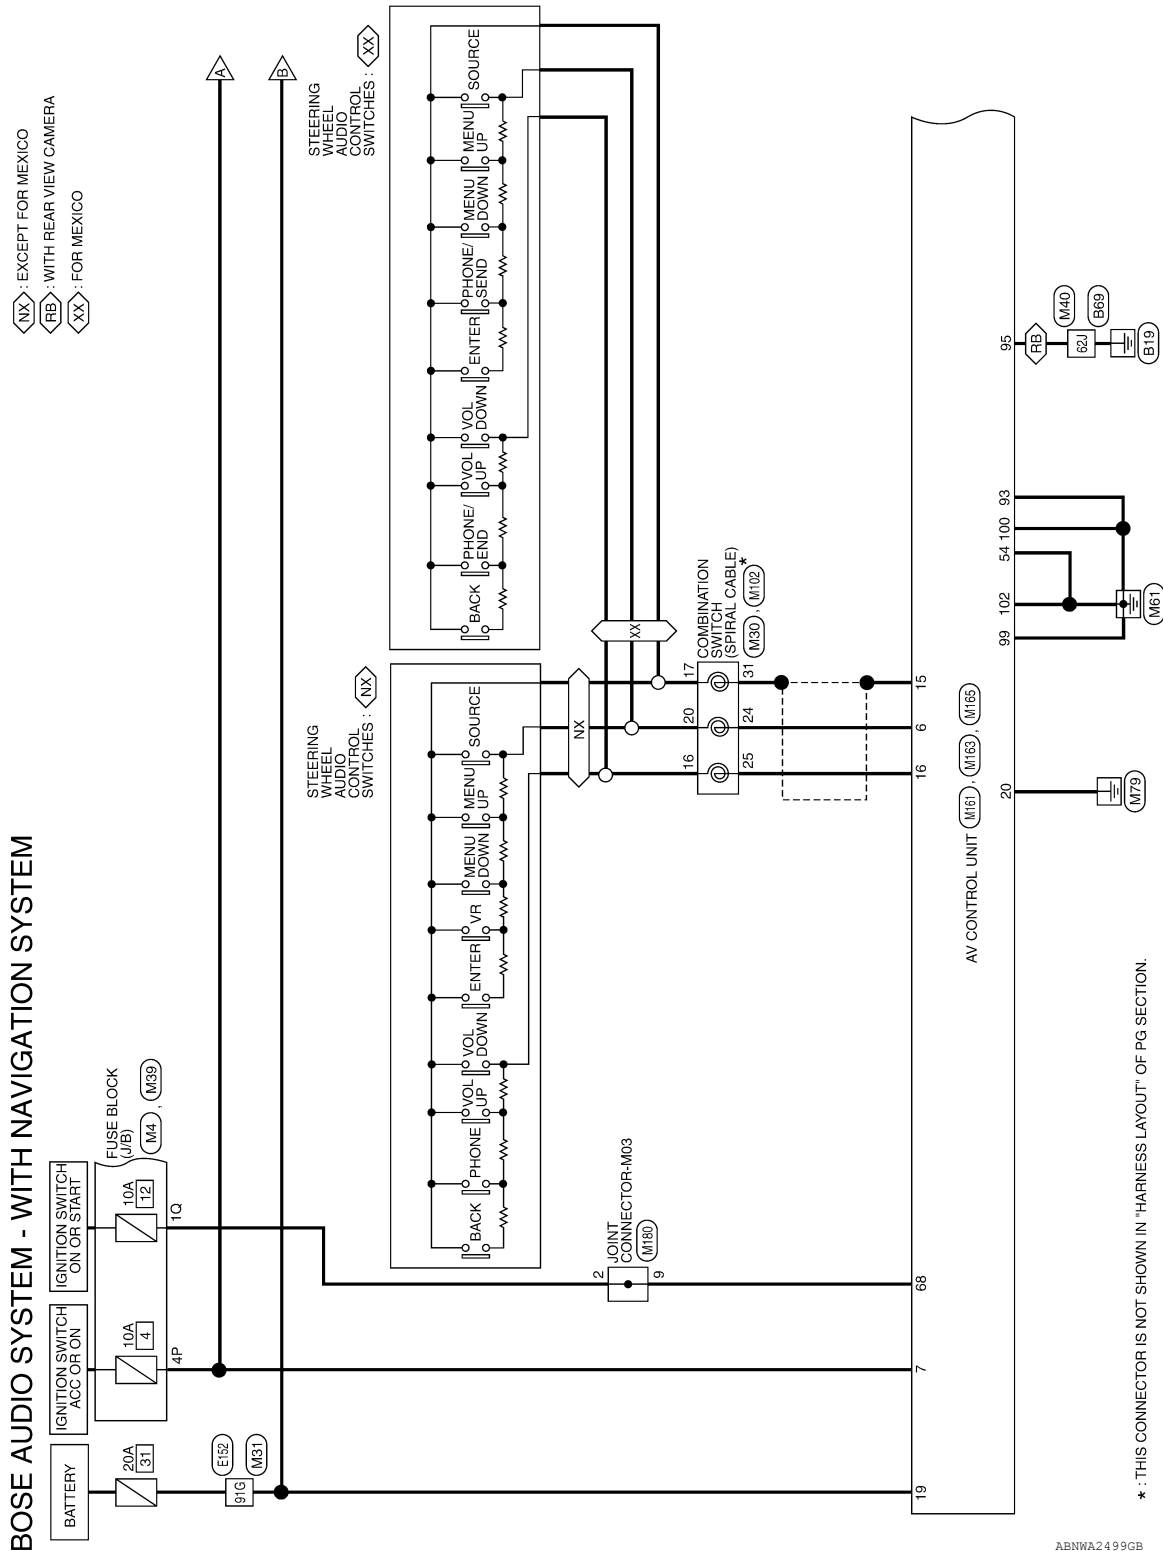 BOSE AUDIO SYSTEM - WITH NAVIGATION SYSTEM
NX : EXCEPT FOR MEXICO
RB : WITH REAR VIEW CAMERA
XX : FOR MEXICO
BATTERY
IGNITION SWITCH
ACC OR ON
IGNITION SWITCH
ON OR START
20A
31
10A
4
10A
12
FUSE BLOCK
(J/B)
M4 , M39
4P
1Q
E152
91G
M31
A
B
STEERING
WHEEL
AUDIO
CONTROL
SWITCHES : NX
BACK
PHONE
VOL
UP
VOL
DOWN
ENTER
VR
MENU
DOWN
MENU
UP
SOURCE
STEERING
WHEEL
AUDIO
CONTROL
SWITCHES : XX
BACK
PHONE/
END
VOL
UP
VOL
DOWN
ENTER
PHONE/
SEND
MENU
DOWN
MENU
UP
SOURCE
NX
XX
JOINT
CONNECTOR-M03
M180
2
9
COMBINATION
SWITCH
(SPIRAL CABLE)
M30 , M102 *
16
20
17
25
24
31
19
7
68
16
6
15
AV CONTROL UNIT M161 , M163 , M165
20
99
102
54
100
93
95
M79
M61
RB
M40
62J
B69
B19
* : THIS CONNECTOR IS NOT SHOWN IN "HARNESS LAYOUT" OF PG SECTION.
ABNWA2499GB